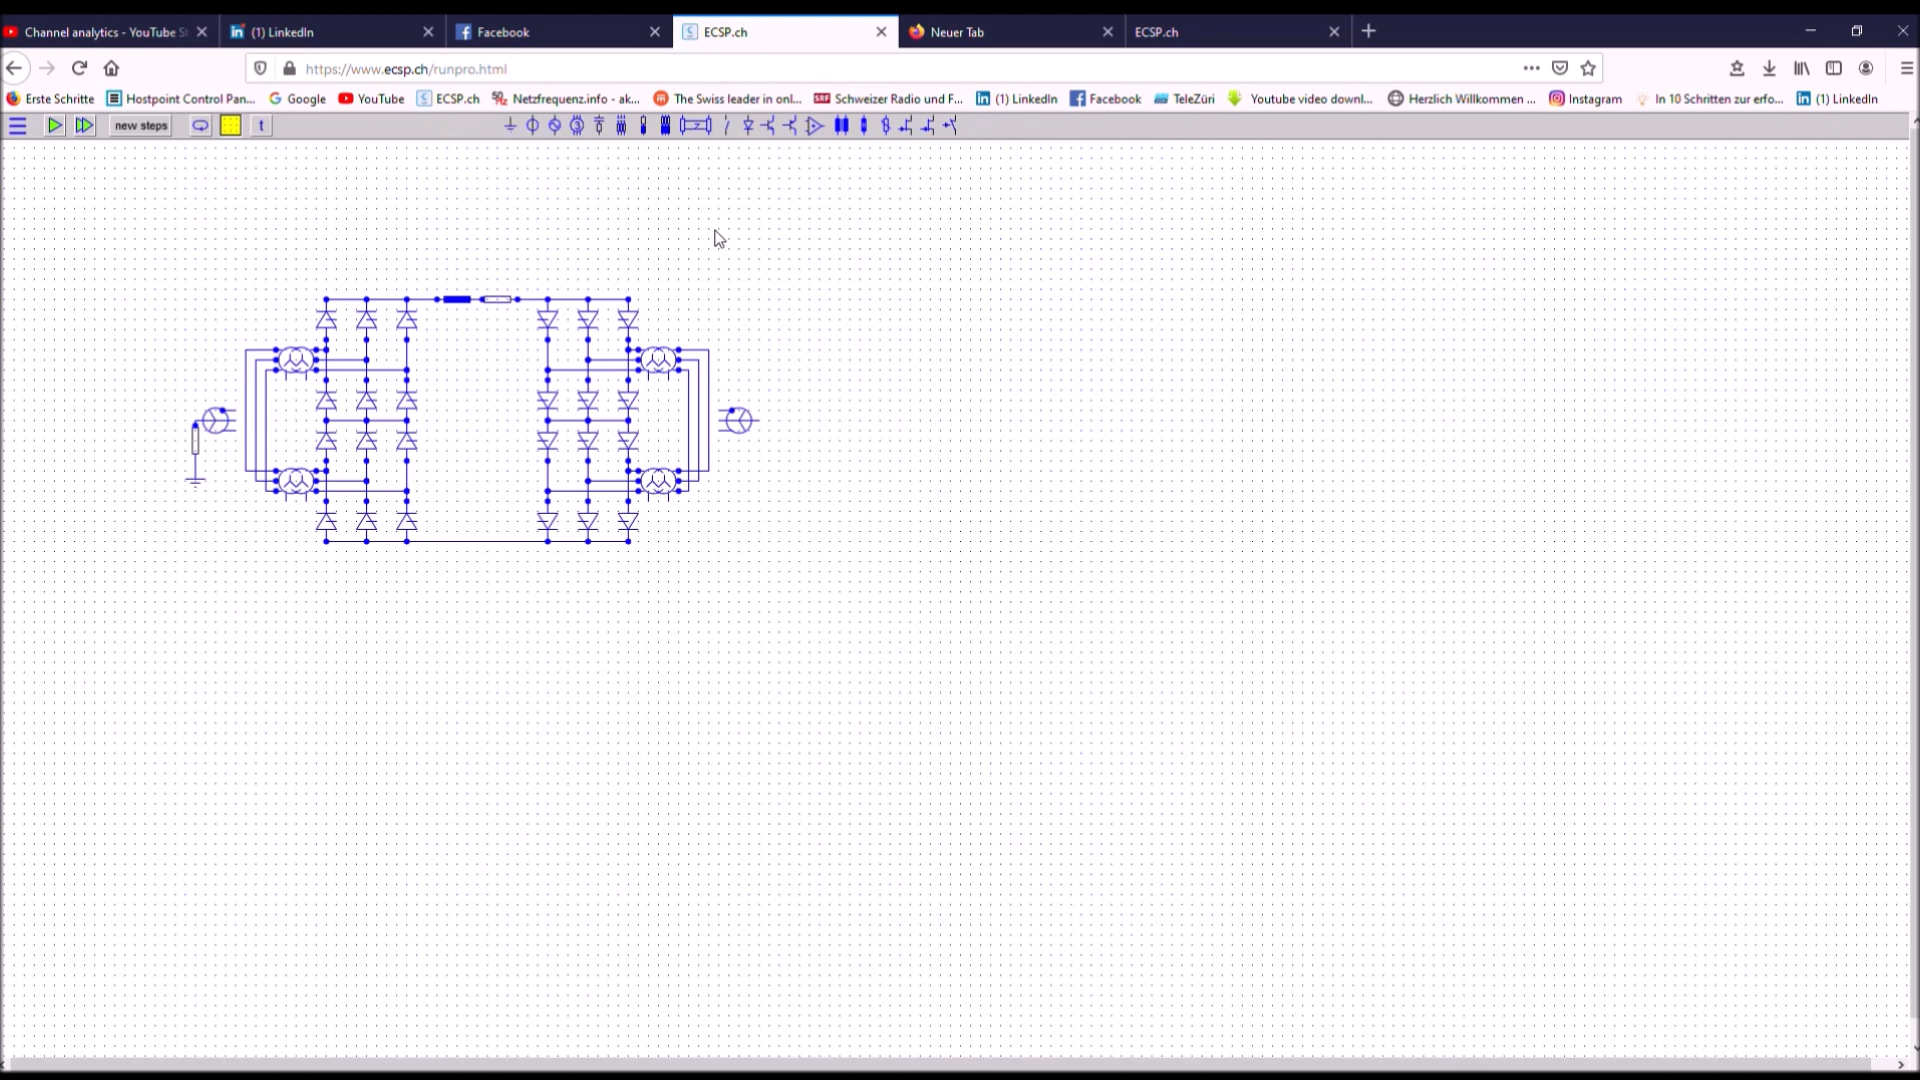 Channel analytics - YouTube St
(1) LinkedIn
Facebook
ECSP.ch
Neuer Tab
ECSP.ch
https://www.ecsp.ch/runpro.html
Erste Schritte
Hostpoint Control Pan...
Google
YouTube
ECSP.ch
Netzfrequenz.info - ak...
The Swiss leader in onl...
Schweizer Radio und F...
(1) LinkedIn
Facebook
TeleZüri
Youtube video downl...
Herzlich Willkommen ...
Instagram
In 10 Schritten zur erfo...
(1) LinkedIn
new steps
t